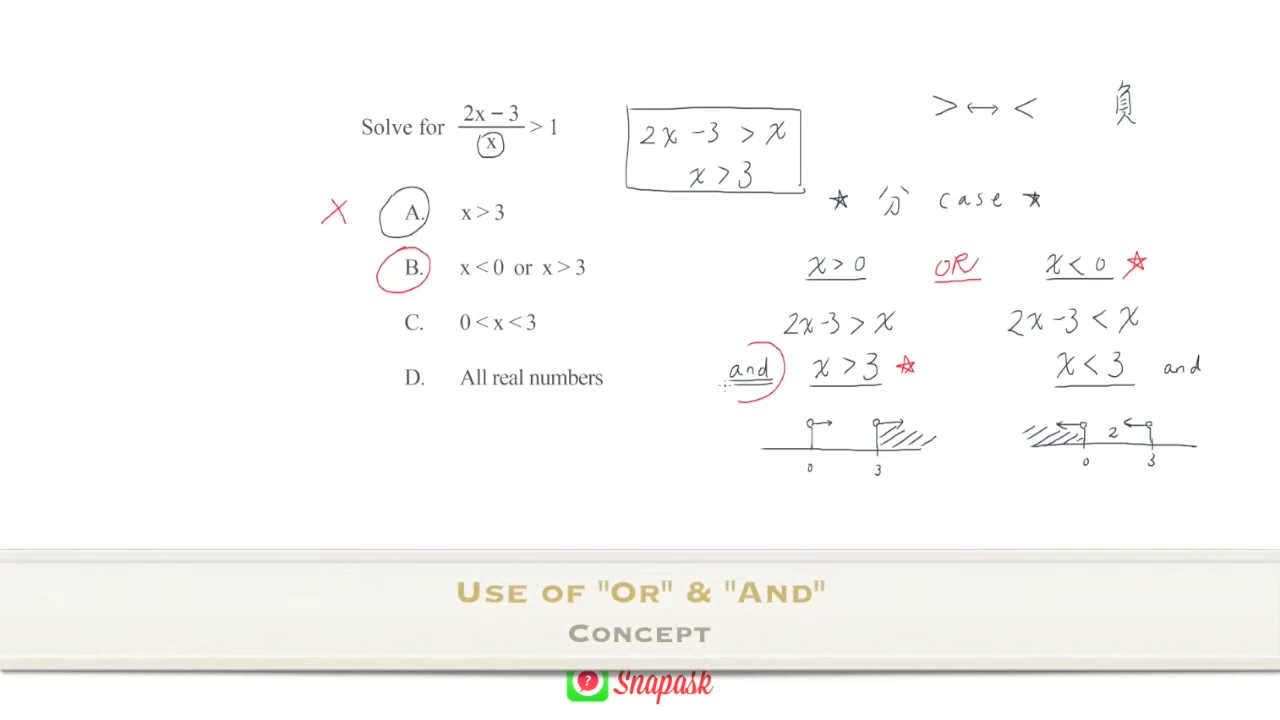 Solve for (2x − 3)/x > 1
2x -3 > x
x > 3
> ↔ < 負
☆ 分 case ☆
X A. x > 3
B. x < 0 or x > 3
C. 0 < x < 3
D. All real numbers
x > 0 OR x < 0 ☆
2x -3 > x 2x -3 < x
and x > 3 ☆ x < 3 and
2
0 3 0 3
USE OF "OR" & "AND"
CONCEPT
? Snapask